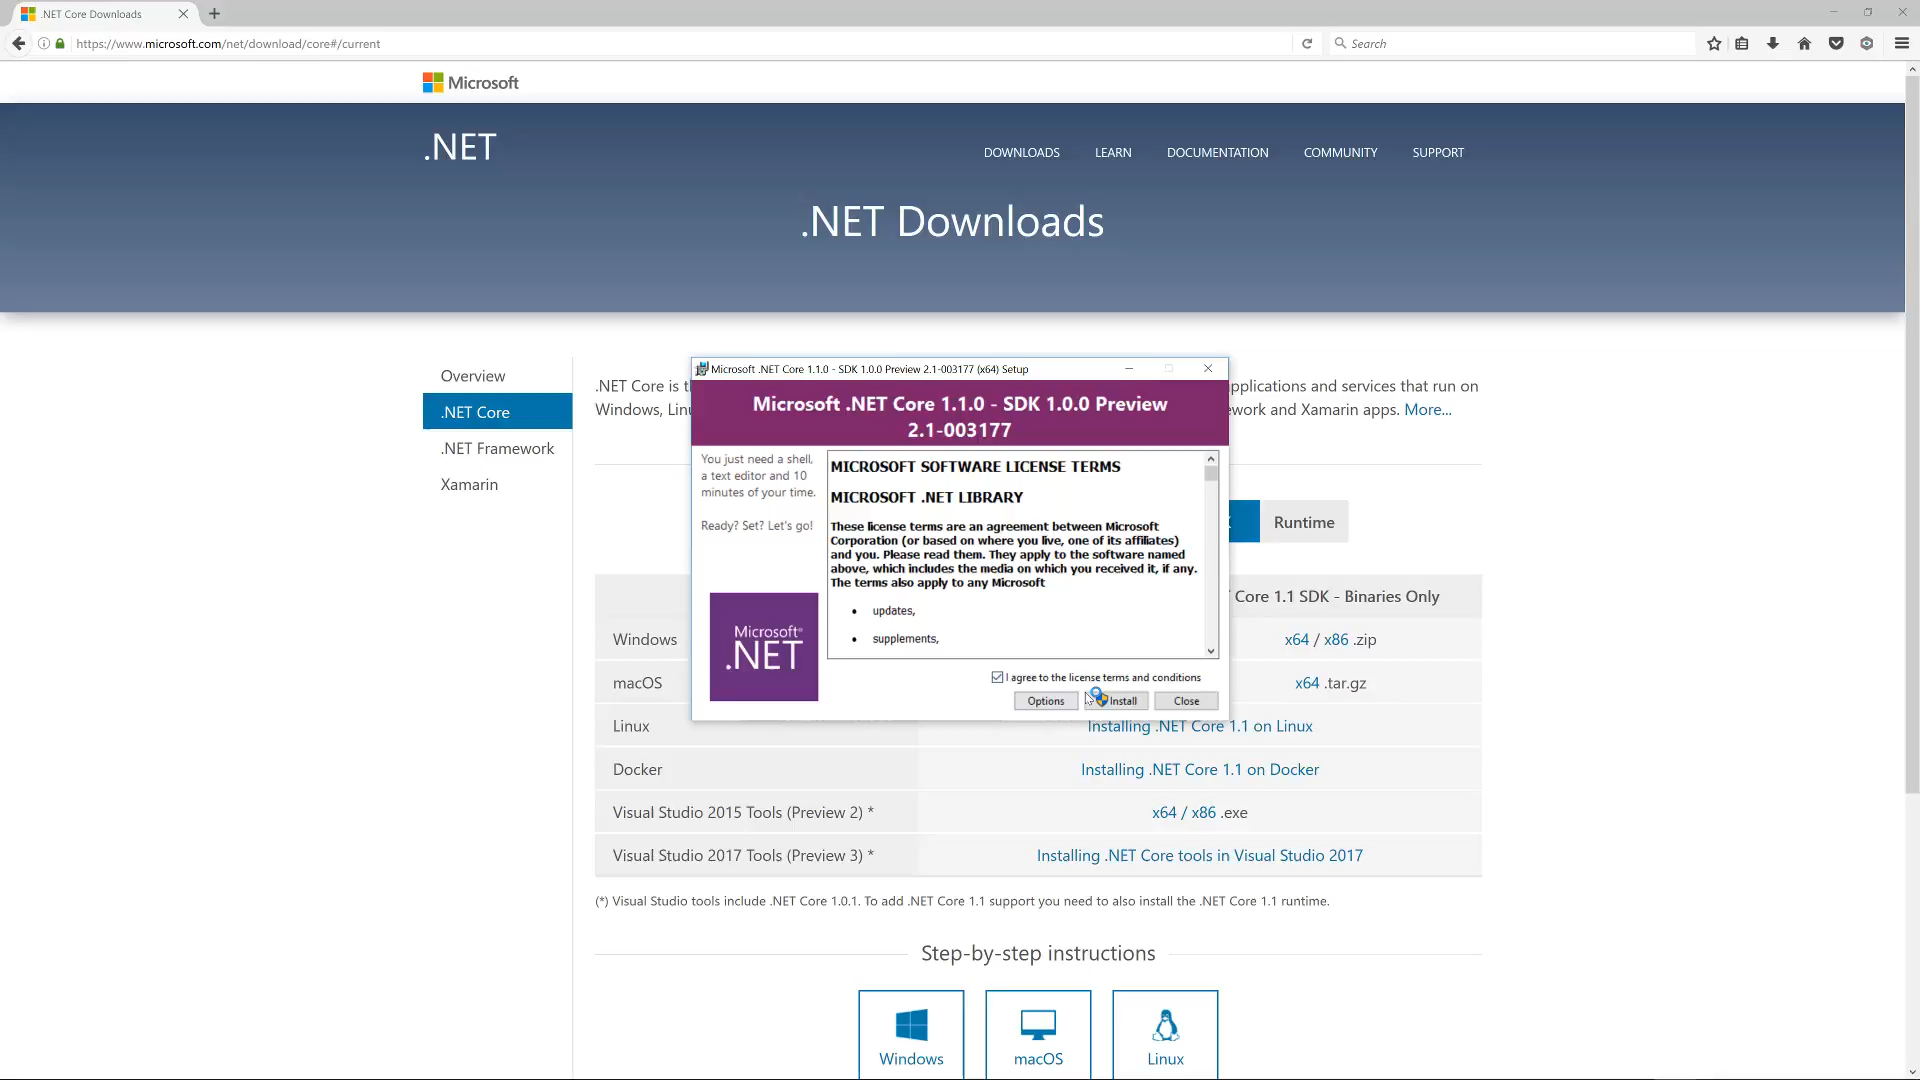 .NET Core Downloads
https://www.microsoft.com/net/download/core#/current
Search
Microsoft
.NET
DOWNLOADS
LEARN
DOCUMENTATION
COMMUNITY
SUPPORT
.NET Downloads
Overview
.NET Core
.NET Framework
Xamarin
.NET Core is
applications and services that run on
Windows,
and Xamarin apps. More...
Microsoft .NET Core 1.1.0 - SDK 1.0.0 Preview 2.1-003177 (x64) Setup
Microsoft .NET Core 1.1.0 - SDK 1.0.0 Preview
2.1-003177
You just need a shell,
a text editor and 10
minutes of your time.
Ready? Set? Let's go!
Microsoft®
.NET
MICROSOFT SOFTWARE LICENSE TERMS
MICROSOFT .NET LIBRARY
These license terms are an agreement between Microsoft
Corporation (or based on where you live, one of its affiliates)
and you. Please read them. They apply to the software named
above, which includes the media on which you received it, if any.
The terms also apply to any Microsoft
• updates,
• supplements,
I agree to the license terms and conditions
Options
Install
Close
Runtime
Core 1.1 SDK - Binaries Only
Windows
x64 / x86 .zip
macOS
x64 .tar.gz
Linux
Installing .NET Core 1.1 on Linux
Docker
Installing .NET Core 1.1 on Docker
Visual Studio 2015 Tools (Preview 2) *
x64 / x86 .exe
Visual Studio 2017 Tools (Preview 3) *
Installing .NET Core tools in Visual Studio 2017
(*) Visual Studio tools include .NET Core 1.0.1. To add .NET Core 1.1 support you need to also install the .NET Core 1.1 runtime.
Step-by-step instructions
Windows
macOS
Linux